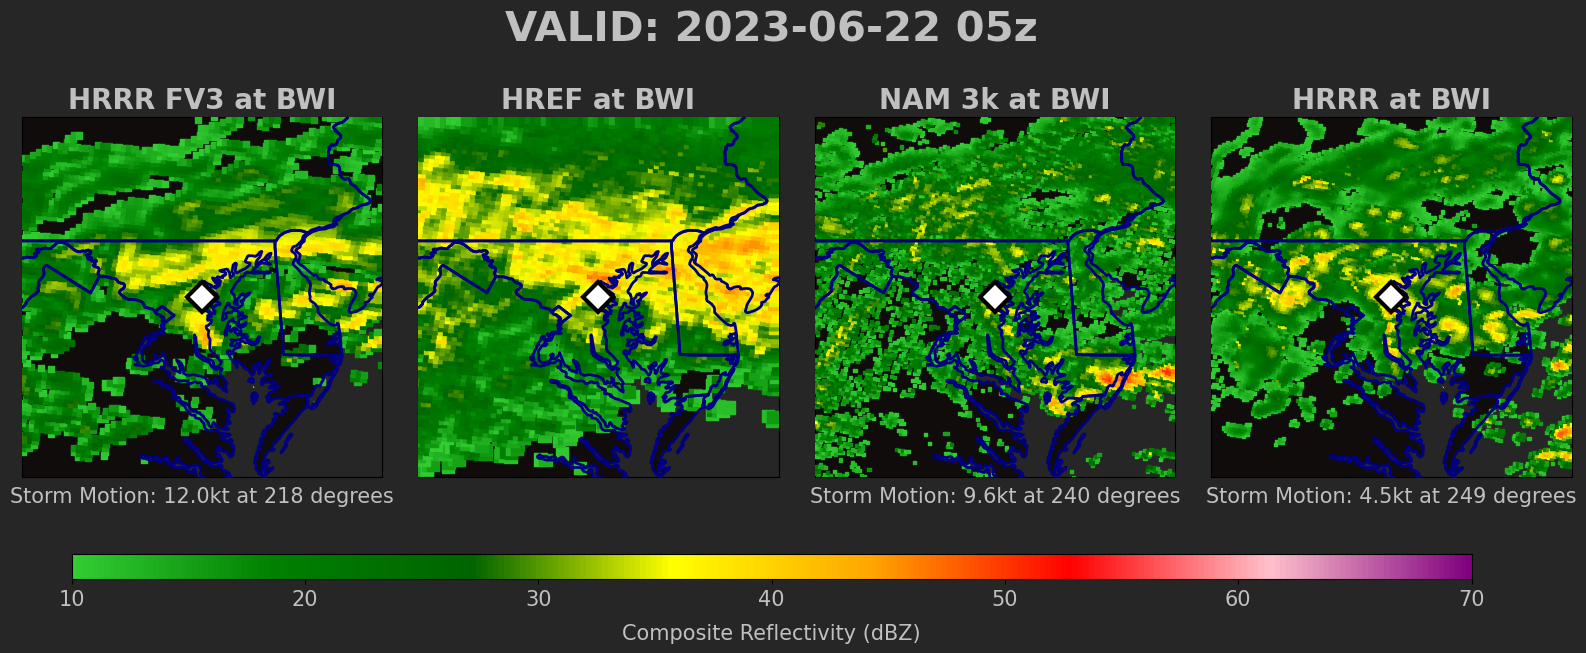 VALID: 2023-06-22 05z
HRRR FV3 at BWI
HREF at BWI
NAM 3k at BWI
HRRR at BWI
Storm Motion: 12.0kt at 218 degrees
Storm Motion: 9.6kt at 240 degrees
Storm Motion: 4.5kt at 249 degrees
10 20 30 40 50 60 70
Composite Reflectivity (dBZ)